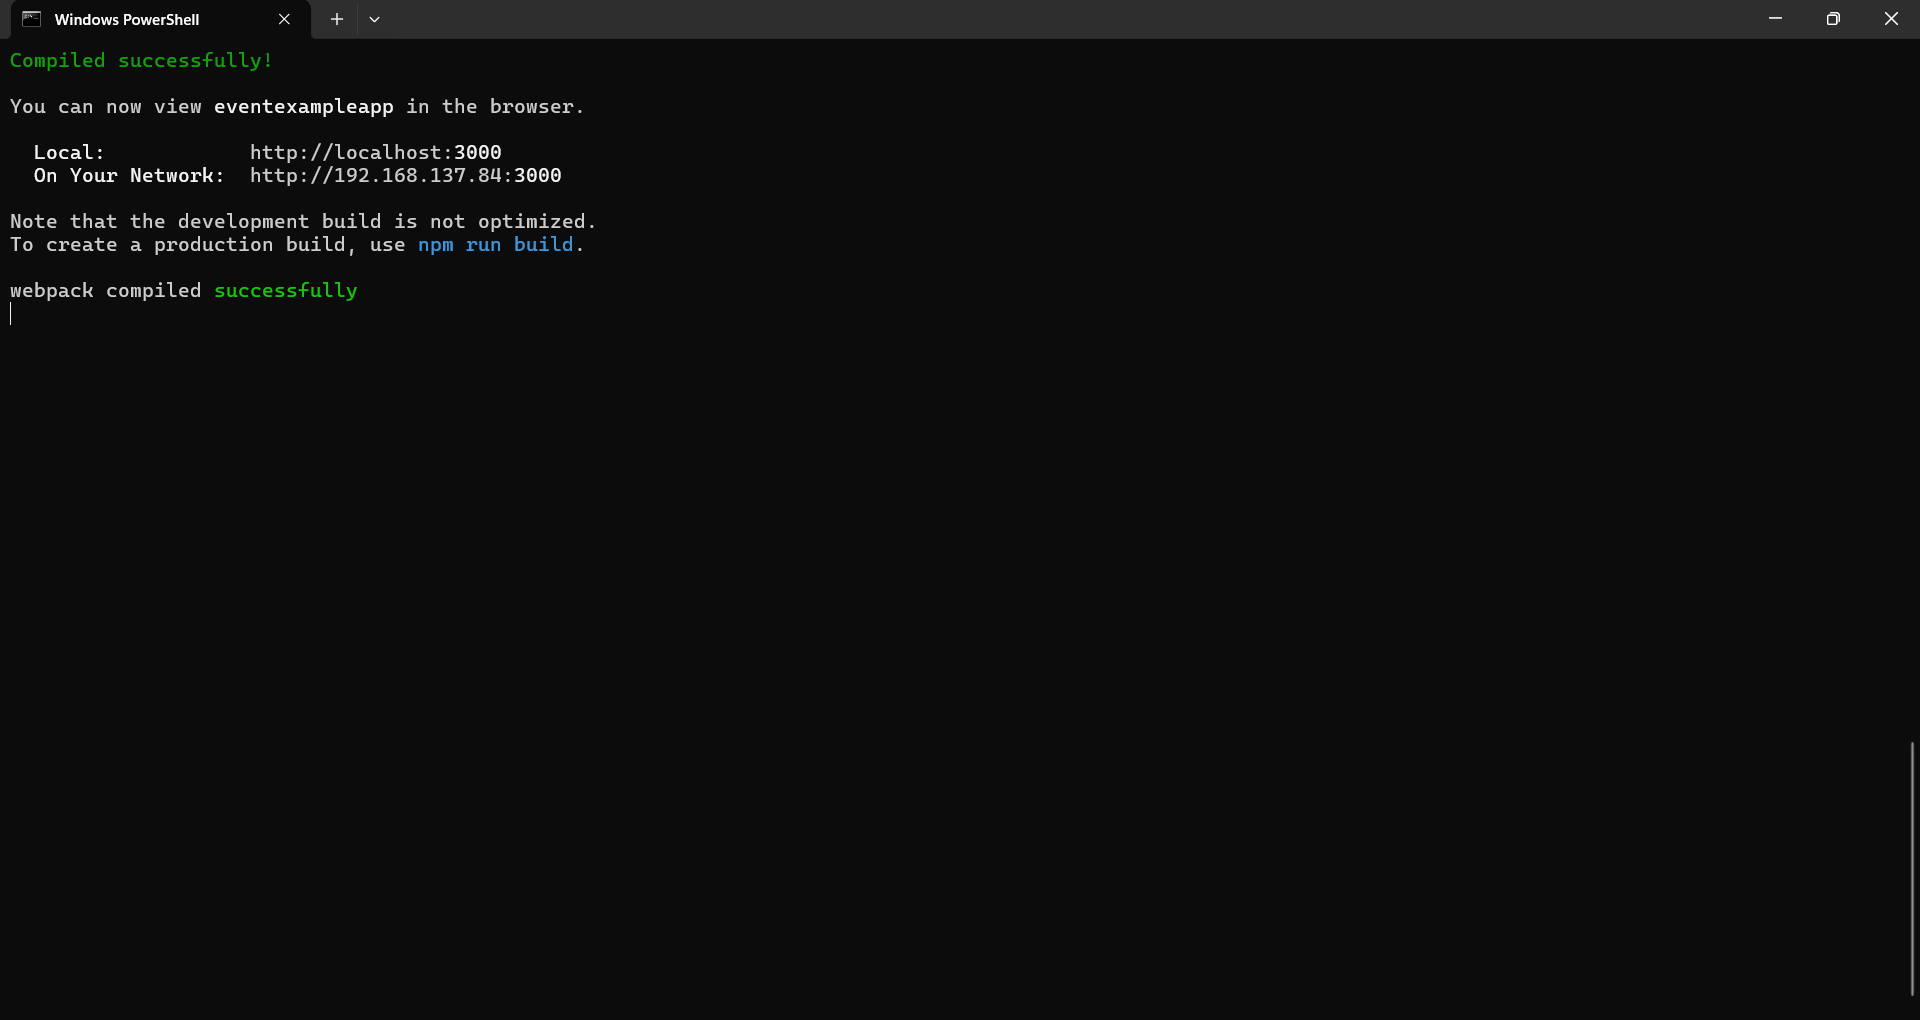 Windows PowerShell
Compiled successfully!
You can now view eventexampleapp in the browser.
Local: http://localhost:3000
On Your Network: http://192.168.137.84:3000
Note that the development build is not optimized.
To create a production build, use npm run build.
webpack compiled successfully